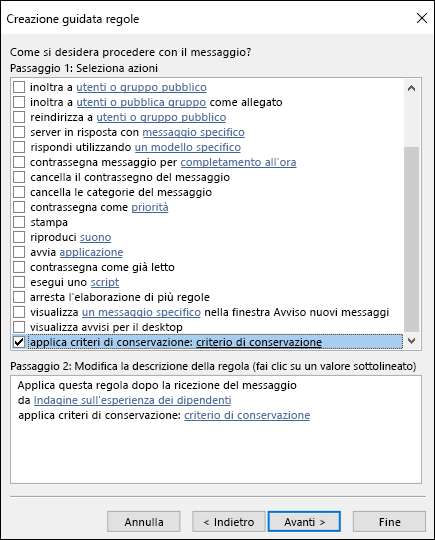 Creazione guidata regole
Come si desidera procedere con il messaggio?
Passaggio 1: Seleziona azioni
inoltra a utenti o gruppo pubblico
inoltra a utenti o pubblica gruppo come allegato
reindirizza a utenti o gruppo pubblico
server in risposta con messaggio specifico
rispondi utilizzando un modello specifico
contrassegna messaggio per completamento all'ora
cancella il contrassegno del messaggio
cancella le categorie del messaggio
contrassegna come priorità
stampa
riproduci suono
avvia applicazione
contrassegna come già letto
esegui uno script
arresta l'elaborazione di più regole
visualizza un messaggio specifico nella finestra Avviso nuovi messaggi
visualizza avvisi per il desktop
applica criteri di conservazione: criterio di conservazione
Passaggio 2: Modifica la descrizione della regola (fai clic su un valore sottolineato)
Applica questa regola dopo la ricezione del messaggio
da Indagine sull'esperienza dei dipendenti
applica criteri di conservazione: criterio di conservazione
Annulla < Indietro Avanti > Fine